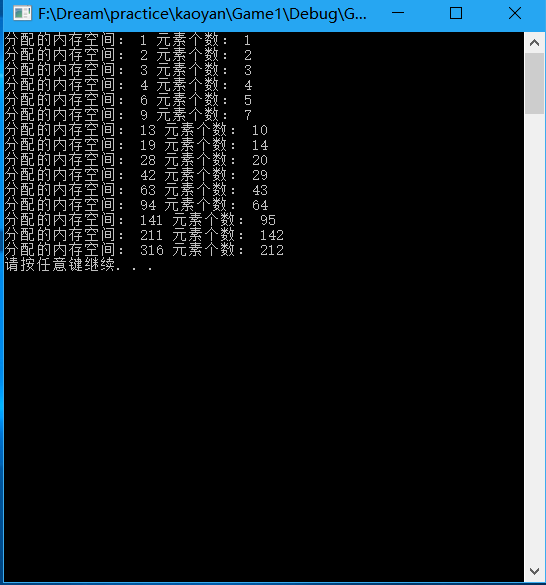 F:\Dream\practice\kaoyan\Game1\Debug\G...
分配的内存空间： 1 元素个数： 1
分配的内存空间： 2 元素个数： 2
分配的内存空间： 3 元素个数： 3
分配的内存空间： 4 元素个数： 4
分配的内存空间： 6 元素个数： 5
分配的内存空间： 9 元素个数： 7
分配的内存空间： 13 元素个数： 10
分配的内存空间： 19 元素个数： 14
分配的内存空间： 28 元素个数： 20
分配的内存空间： 42 元素个数： 29
分配的内存空间： 63 元素个数： 43
分配的内存空间： 94 元素个数： 64
分配的内存空间： 141 元素个数： 95
分配的内存空间： 211 元素个数： 142
分配的内存空间： 316 元素个数： 212
请按任意键继续. . .